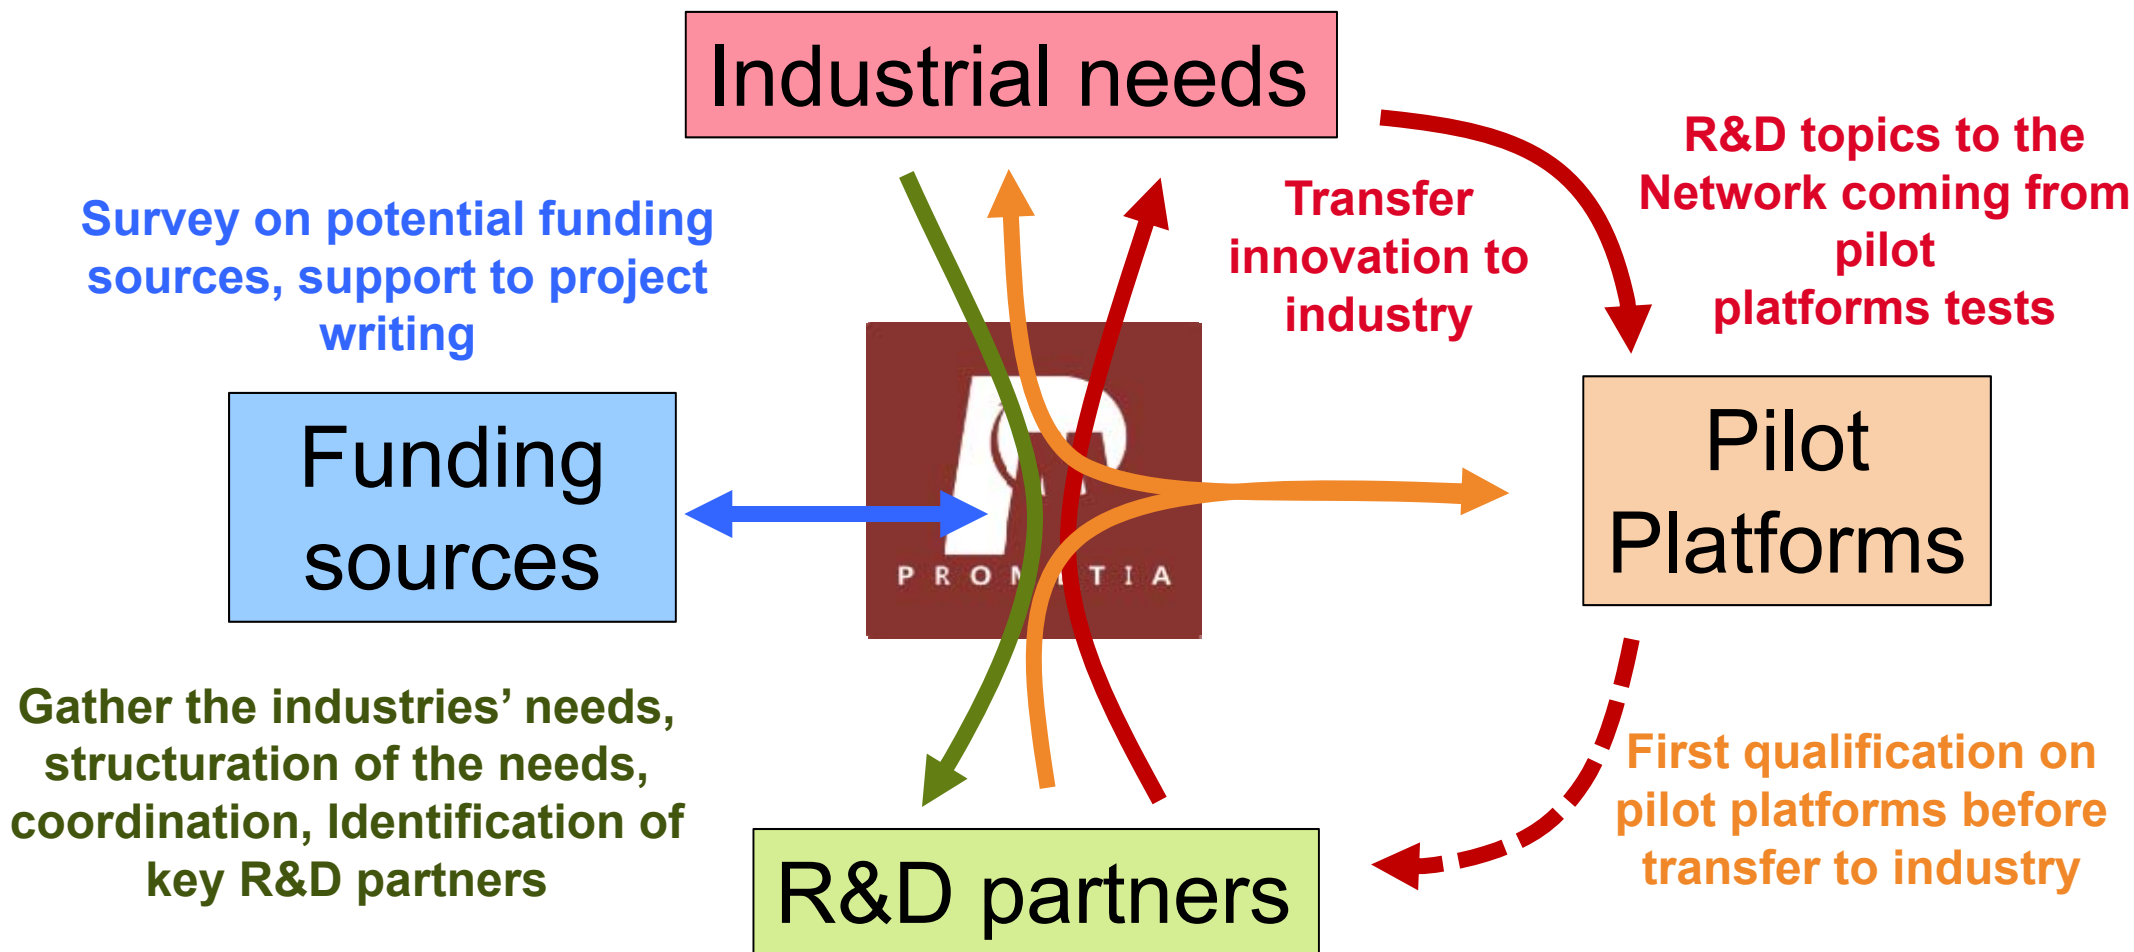 Industrial needs
R&D topics to the
Network coming from
pilot
platforms tests
Transfer
innovation to
industry
Survey on potential funding
sources, support to project
writing
Funding
sources
PROMETIA
Pilot
Platforms
Gather the industries’ needs,
structuration of the needs,
coordination, Identification of
key R&D partners
First qualification on
pilot platforms before
transfer to industry
R&D partners